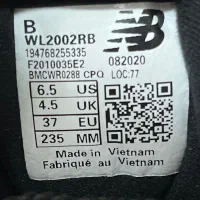 B
WL2002RB
194768255335
F2010035E2 082020
BMCWR0288 CPQ LOC:77
6.5 US
4.5 UK
37 EU
235 MM
Made in Vietnam
Fabriqué au Vietnam